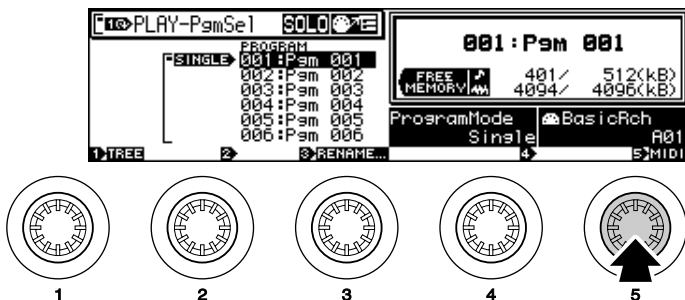 PLAY-PgmSel SOLO
PROGRAM
SINGLE 001:Pgm 001
002:Pgm 002
003:Pgm 003
004:Pgm 004
005:Pgm 005
006:Pgm 006
001:Pgm 001
FREE MEMORY 401/ 512(kB)
4094/ 4096(kB)
ProgramMode BasicRch
Single A01
1 TREE 2 3 RENAME... 4 5 MIDI
1 2 3 4 5